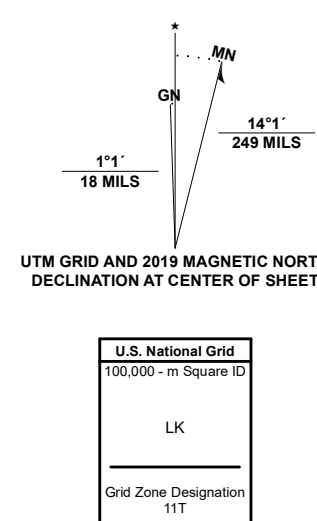 ★
MN
GN
14°1´
249 MILS
1°1´
18 MILS
UTM GRID AND 2019 MAGNETIC NORT
DECLINATION AT CENTER OF SHEET
U.S. National Grid
100,000 - m Square ID
LK
Grid Zone Designation
11T